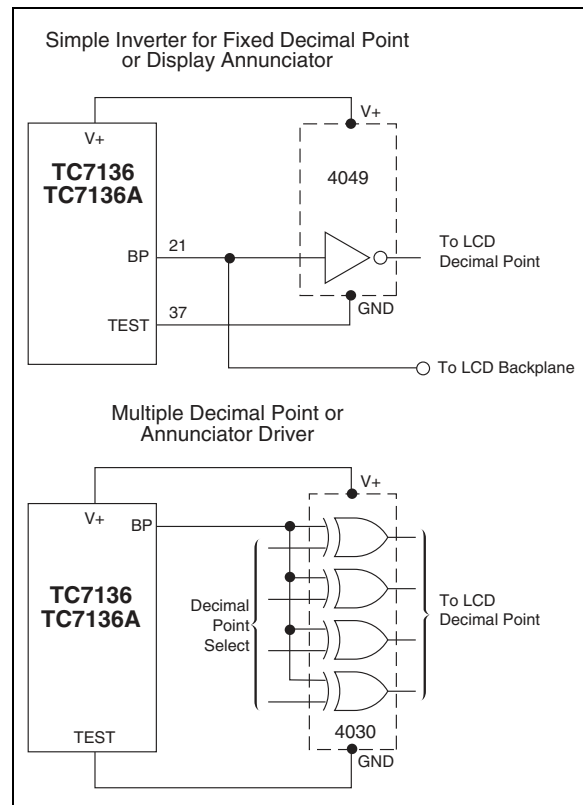 Simple Inverter for Fixed Decimal Point
or Display Annunciator
V+
V+
TC7136
TC7136A
4049
BP
21
To LCD
Decimal Point
TEST
37
GND
To LCD Backplane
Multiple Decimal Point or
Annunciator Driver
V+
V+
BP
TC7136
TC7136A
Decimal
Point
Select
To LCD
Decimal Point
TEST
4030
GND